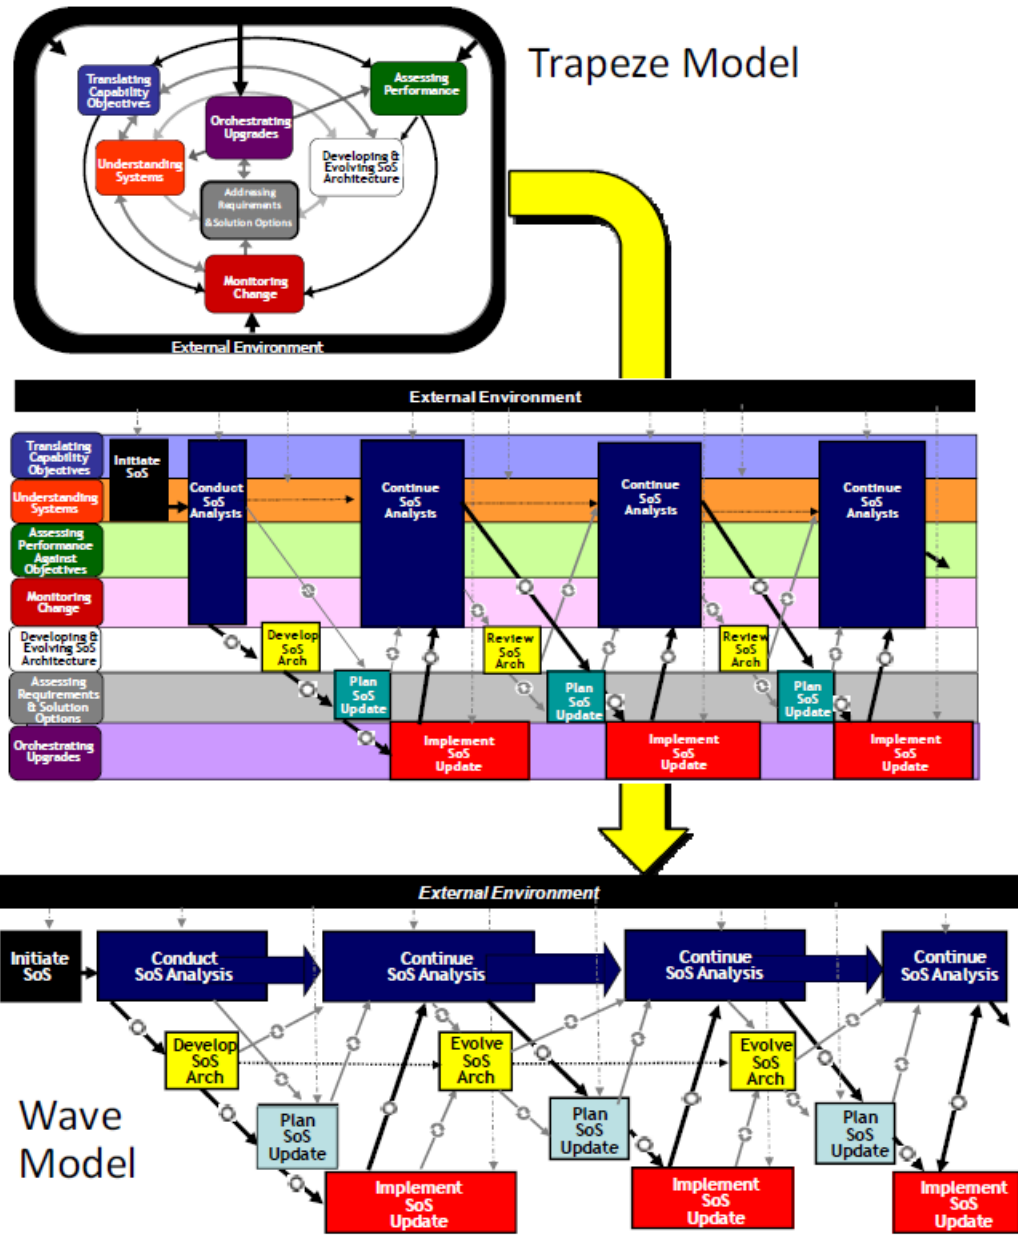 Trapeze Model
Translating
Capability
Objectives
Assessing
Performance
Orchestrating
Upgrades
Understanding
Systems
Developing &
Evolving SoS
Architecture
Addressing
Requirements
& Solution Options
Monitoring
Change
External Environment
External Environment
Translating
Capability
Objectives
Understanding
Systems
Assessing
Performance
Against
Objectives
Monitoring
Change
Developing &
Evolving SoS
Architecture
Assessing
Requirements
& Solution
Options
Orchestrating
Upgrades
Initiate
SoS
Conduct
SoS
Analysis
Continue
SoS
Analysis
Continue
SoS
Analysis
Continue
SoS
Analysis
Develop
SoS
Arch
Review
SoS
Arch
Review
SoS
Arch
Plan
SoS
Update
Plan
SoS
Update
Plan
SoS
Update
Implement
SoS
Update
Implement
SoS
Update
Implement
SoS
Update
External Environment
Initiate
SoS
Conduct
SoS Analysis
Continue
SoS Analysis
Continue
SoS Analysis
Continue
SoS Analysis
Develop
SoS
Arch
Evolve
SoS
Arch
Evolve
SoS
Arch
Wave
Model
Plan
SoS
Update
Plan
SoS
Update
Plan
SoS
Update
Implement
SoS
Update
Implement
SoS
Update
Implement
SoS
Update